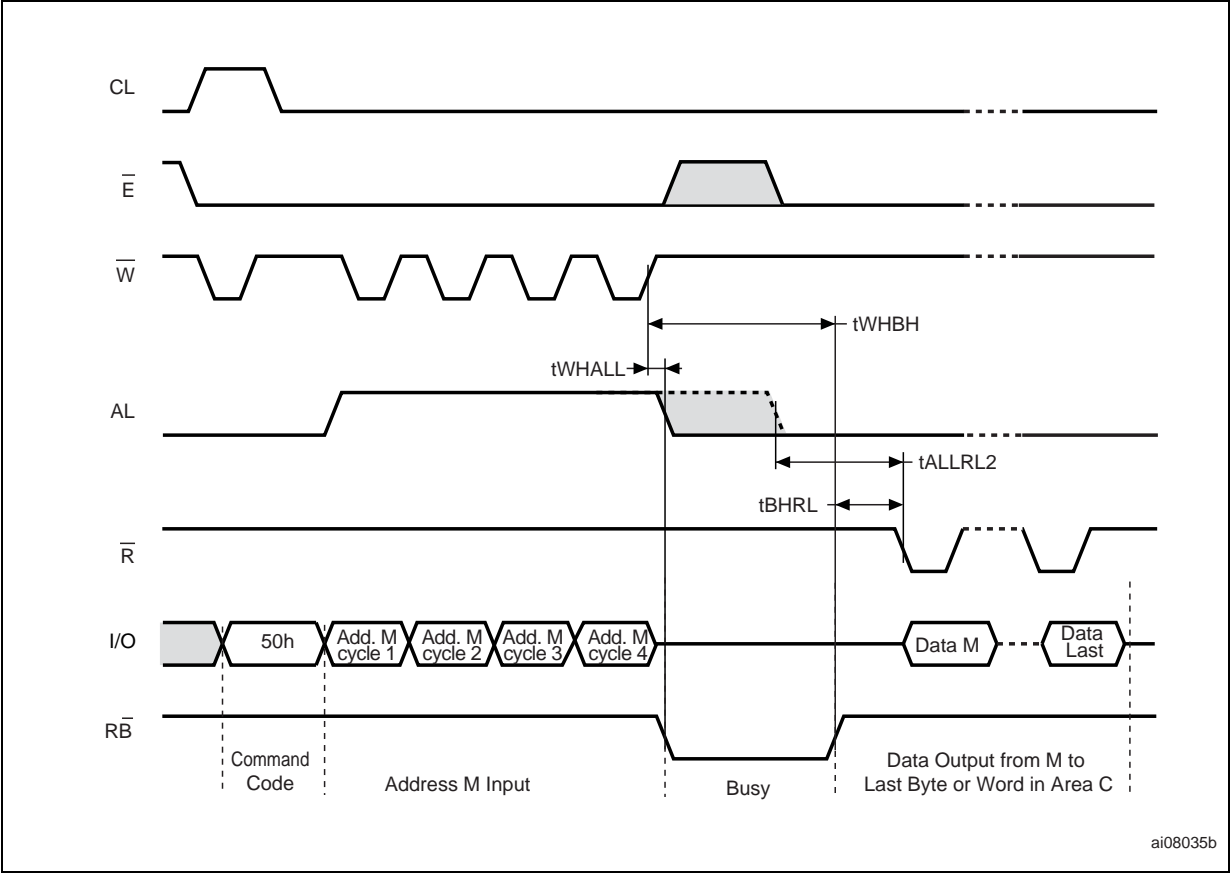 CL
E̅
W̅
tWHBH
tWHALL
AL
tALLRL2
tBHRL
R̅
I/O
50h
Add. M
cycle 1
Add. M
cycle 2
Add. M
cycle 3
Add. M
cycle 4
Data M
Data
Last
RB̅
Command
Code
Address M Input
Busy
Data Output from M to
Last Byte or Word in Area C
ai08035b